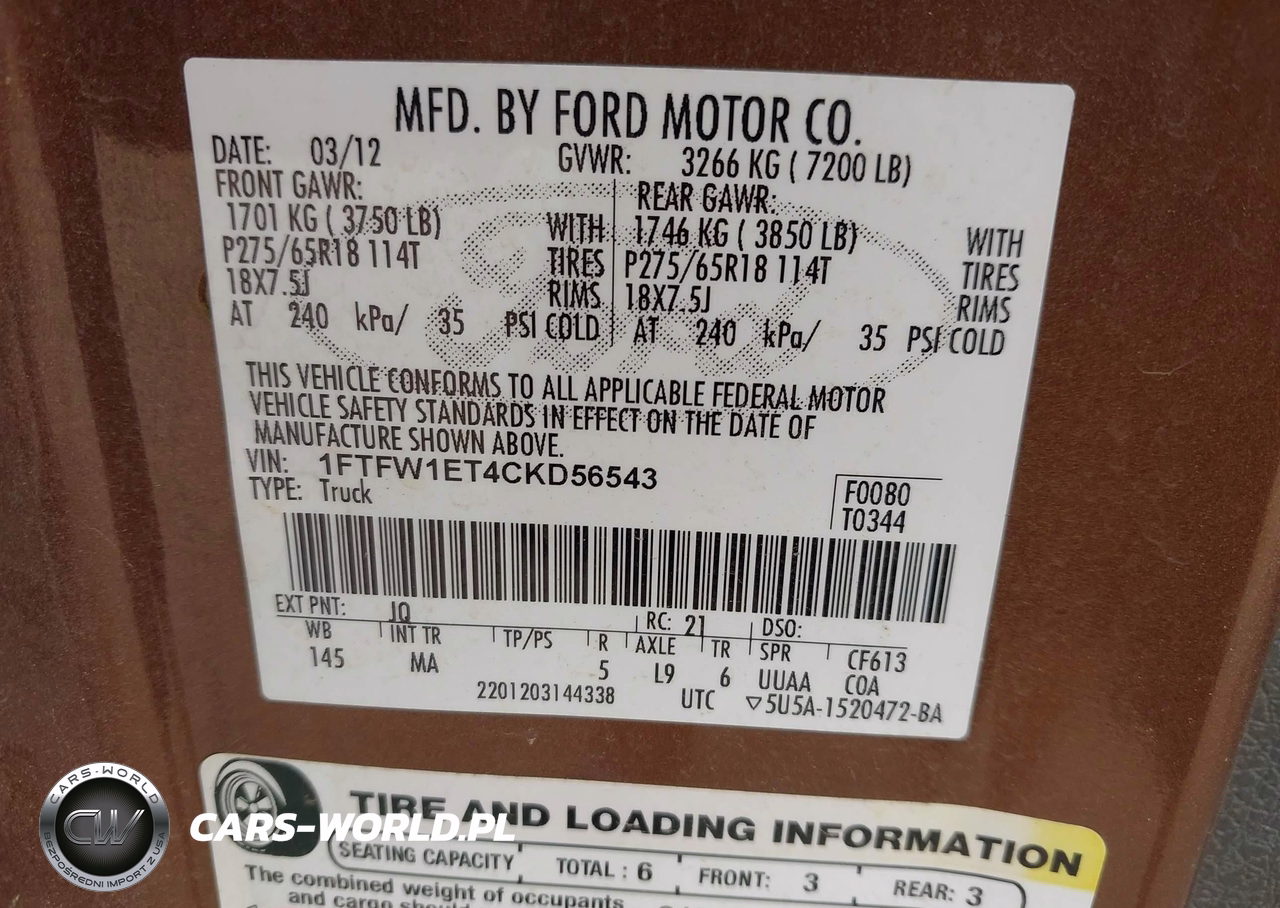 MFD. BY FORD MOTOR CO.
DATE: 03/12 GVWR: 3266 KG ( 7200 LB)
FRONT GAWR: REAR GAWR:
1701 KG ( 3750 LB) WITH 1746 KG ( 3850 LB) WITH
P275/65R18 114T TIRES P275/65R18 114T TIRES
18X7.5J RIMS 18X7.5J RIMS
AT 240 kPa/ 35 PSI COLD AT 240 kPa/ 35 PSI COLD
THIS VEHICLE CONFORMS TO ALL APPLICABLE FEDERAL MOTOR
VEHICLE SAFETY STANDARDS IN EFFECT ON THE DATE OF
MANUFACTURE SHOWN ABOVE.
VIN: 1FTFW1ET4CKD56543
TYPE: Truck
F0080
T0344
EXT PNT: JQ RC: 21 DSO:
WB INT TR TP/PS R AXLE TR SPR CF613
145 MA 5 L9 6 UUAA COA
2201203144338 UTC ▽5U5A-1520472-BA
TIRE AND LOADING INFORMATION
SEATING CAPACITY TOTAL : 6 FRONT: 3 REAR: 3
The combined weight of occupants
and cargo should
CARS-WORLD
CW
BEZPOŚREDNI IMPORT Z USA
CARS-WORLD.PL